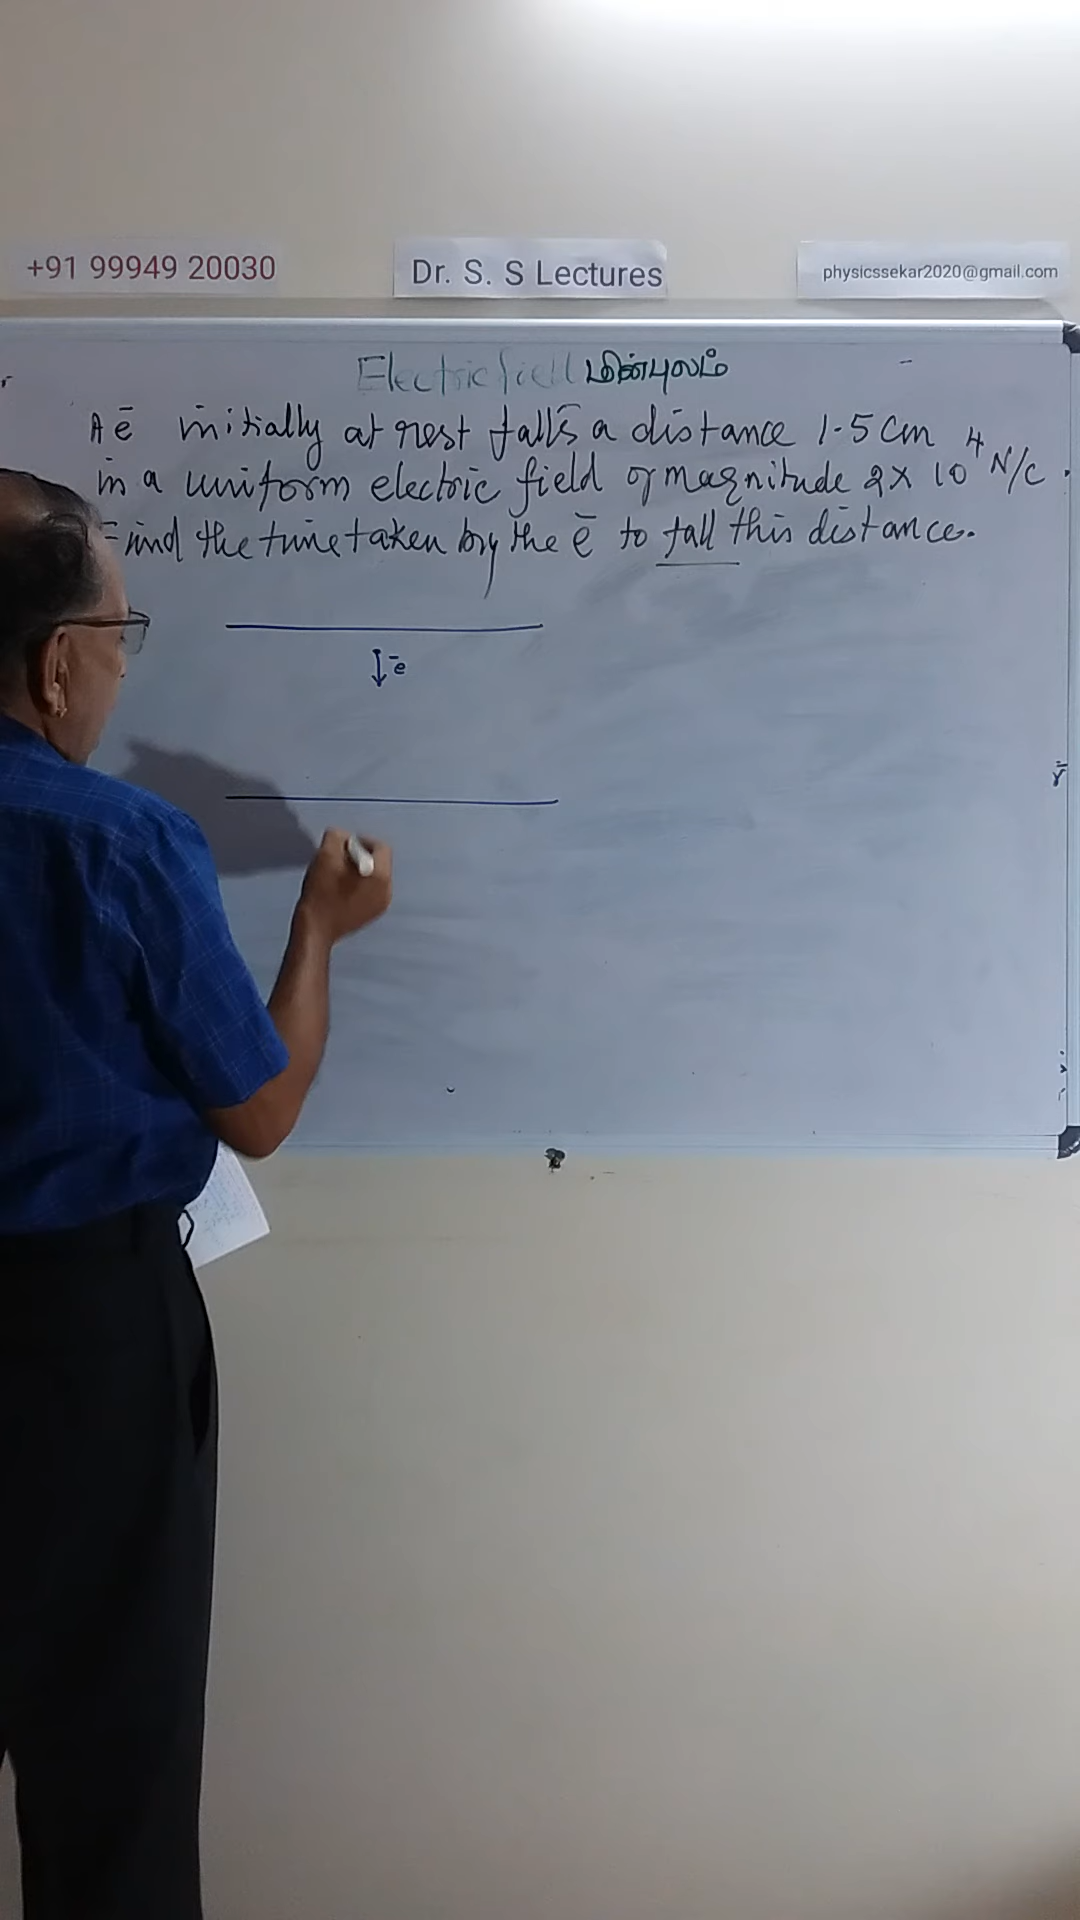 +91 99949 20030
Dr. S. S Lectures
physicssekar2020@gmail.com
Electric field மின்புலம்
A ē initially at rest falls a distance 1.5 cm
in a uniform electric field of magnitude 2 x 10⁴ N/C.
Find the time taken by the ē to fall this distance.
ē